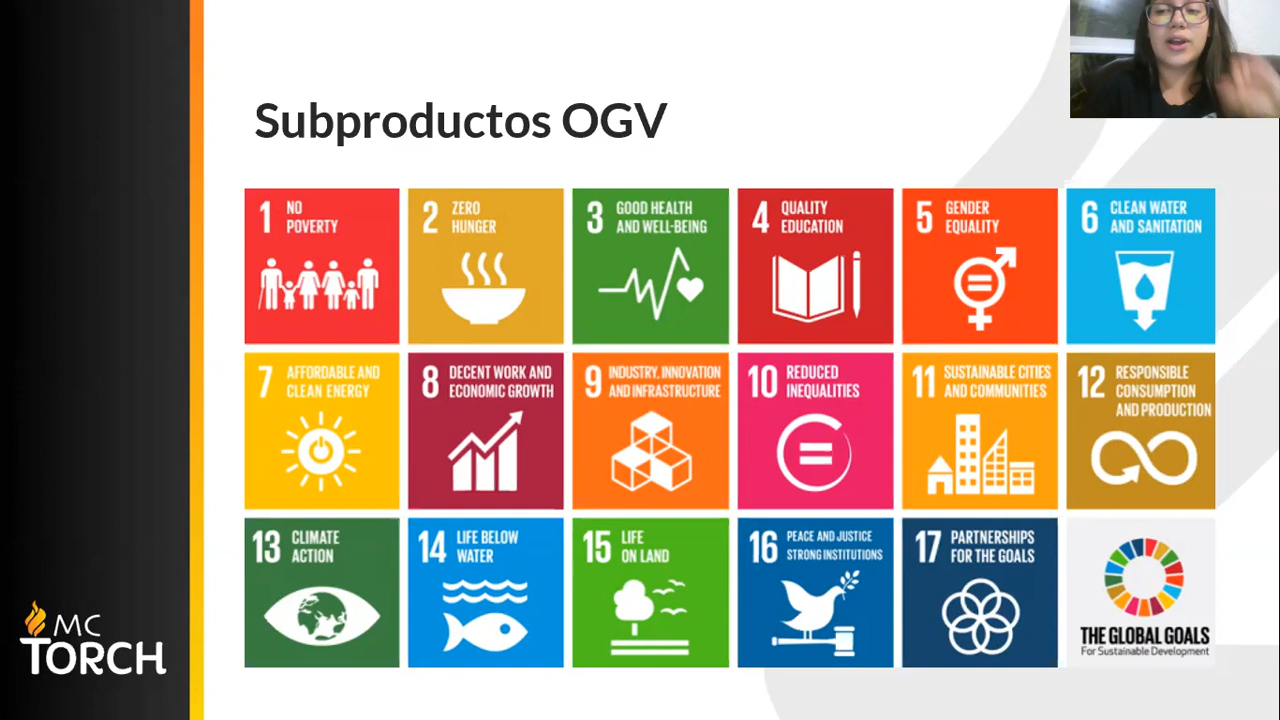 Subproductos OGV
1 NO
POVERTY
2 ZERO
HUNGER
3 GOOD HEALTH
AND WELL-BEING
4 QUALITY
EDUCATION
5 GENDER
EQUALITY
6 CLEAN WATER
AND SANITATION
7 AFFORDABLE AND
CLEAN ENERGY
8 DECENT WORK AND
ECONOMIC GROWTH
9 INDUSTRY, INNOVATION
AND INFRASTRUCTURE
10 REDUCED
INEQUALITIES
11 SUSTAINABLE CITIES
AND COMMUNITIES
12 RESPONSIBLE
CONSUMPTION
AND PRODUCTION
13 CLIMATE
ACTION
14 LIFE BELOW
WATER
15 LIFE
ON LAND
16 PEACE AND JUSTICE
STRONG INSTITUTIONS
17 PARTNERSHIPS
FOR THE GOALS
THE GLOBAL GOALS
For Sustainable Development
MC
TORCH